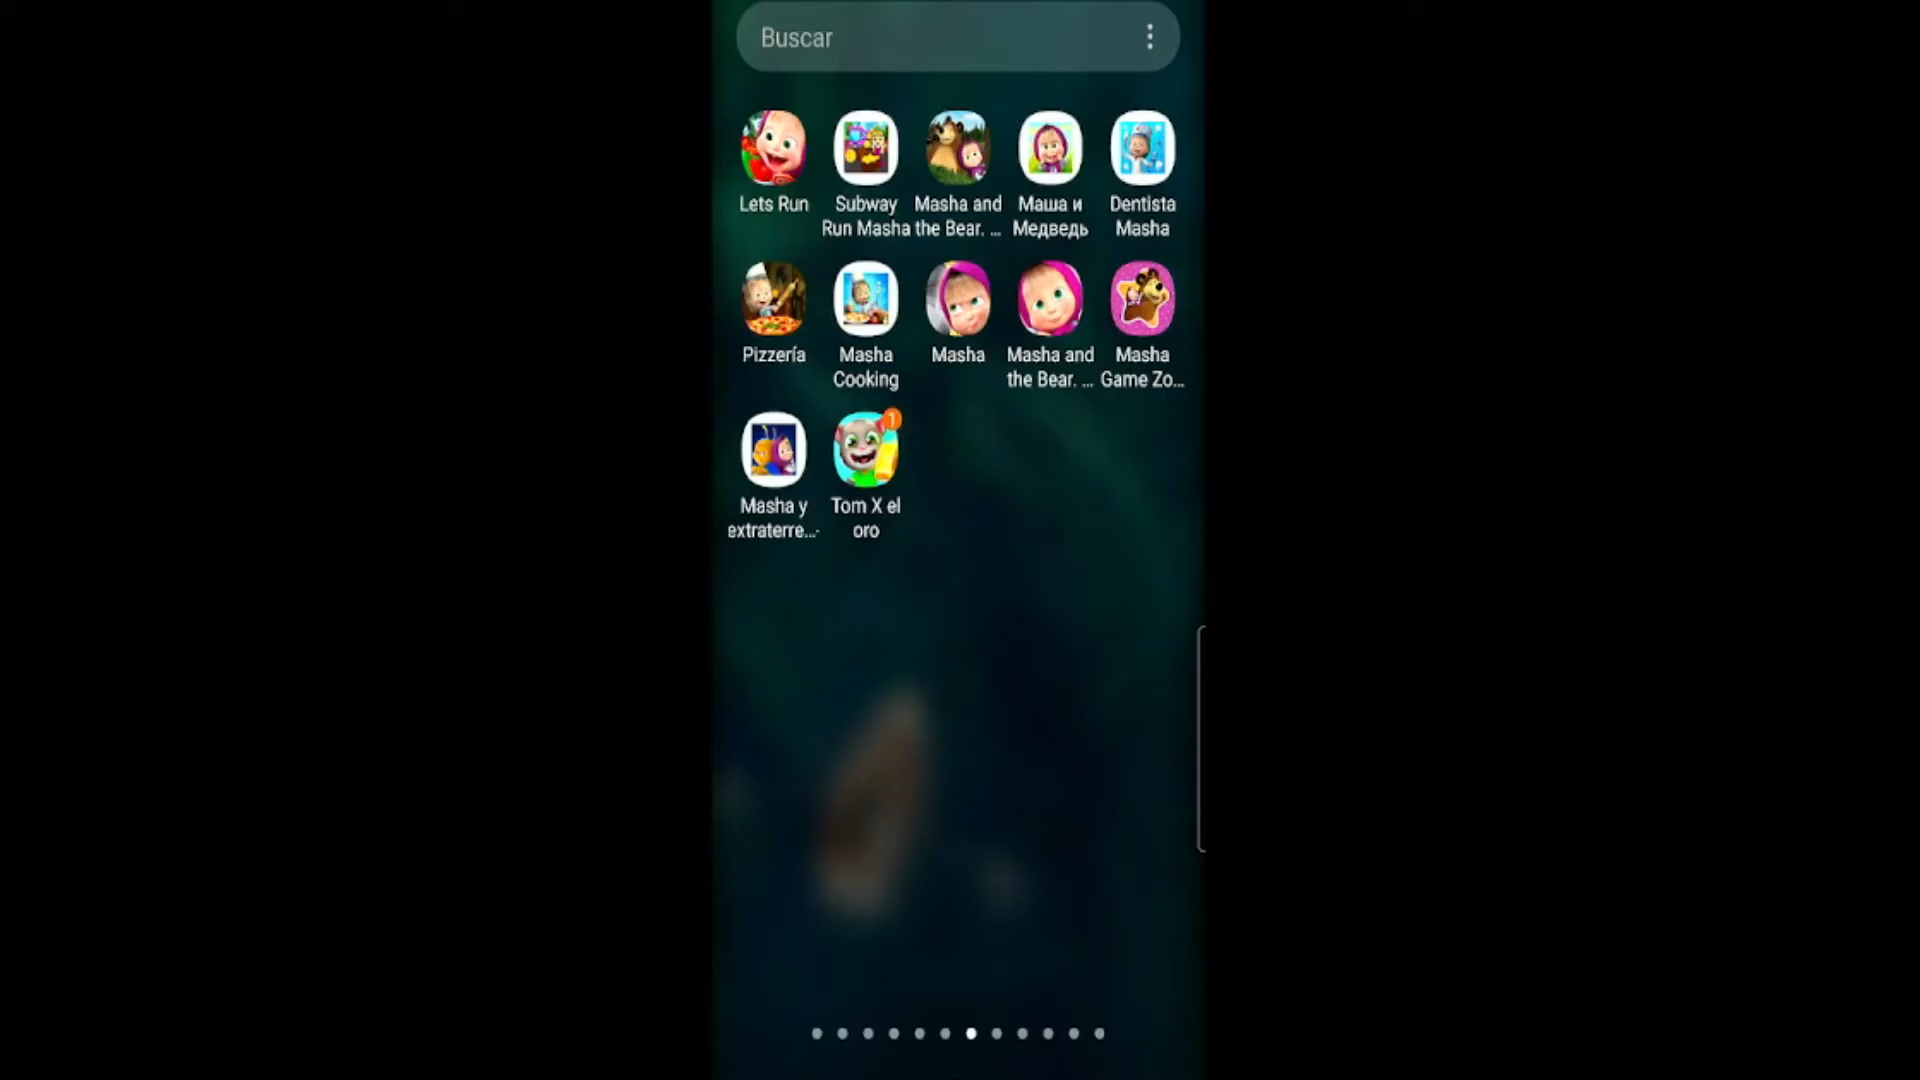 Buscar
Lets Run
Subway
Run Masha
Masha and
the Bear. ...
Маша и
Медведь
Dentista
Masha
Pizzería
Masha
Cooking
Masha
Masha and
the Bear. ...
Masha
Game Zo...
Masha y
extraterre...
Tom X el
oro
1